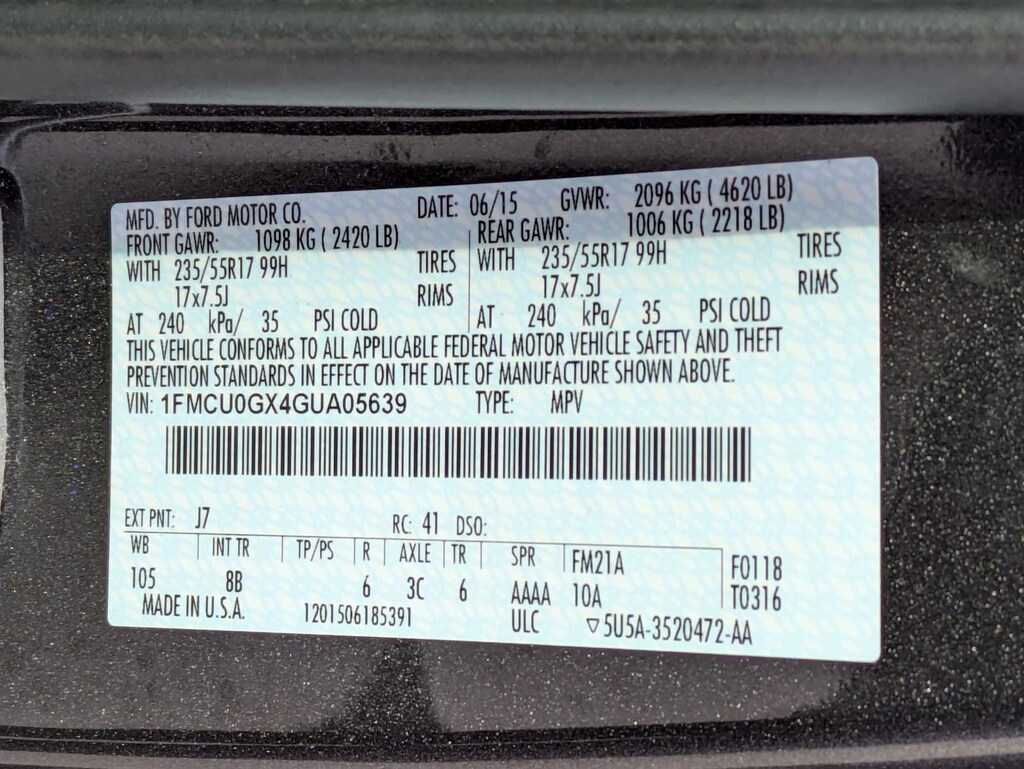 MFD. BY FORD MOTOR CO. DATE: 06/15 GVWR: 2096 KG ( 4620 LB)
FRONT GAWR: 1098 KG ( 2420 LB) REAR GAWR: 1006 KG ( 2218 LB)
WITH 235/55R17 99H TIRES WITH 235/55R17 99H TIRES
17x7.5J RIMS 17x7.5J RIMS
AT 240 kPa/ 35 PSI COLD AT 240 kPa/ 35 PSI COLD
THIS VEHICLE CONFORMS TO ALL APPLICABLE FEDERAL MOTOR VEHICLE SAFETY AND THEFT
PREVENTION STANDARDS IN EFFECT ON THE DATE OF MANUFACTURE SHOWN ABOVE.
VIN: 1FMCU0GX4GUA05639 TYPE: MPV
EXT PNT: J7 RC: 41 DSO:
WB INT TR TP/PS R AXLE TR SPR FM21A F0118
105 8B 6 3C 6 AAAA 10A T0316
MADE IN U.S.A. 1201506185391 ULC ▽5U5A-3520472-AA